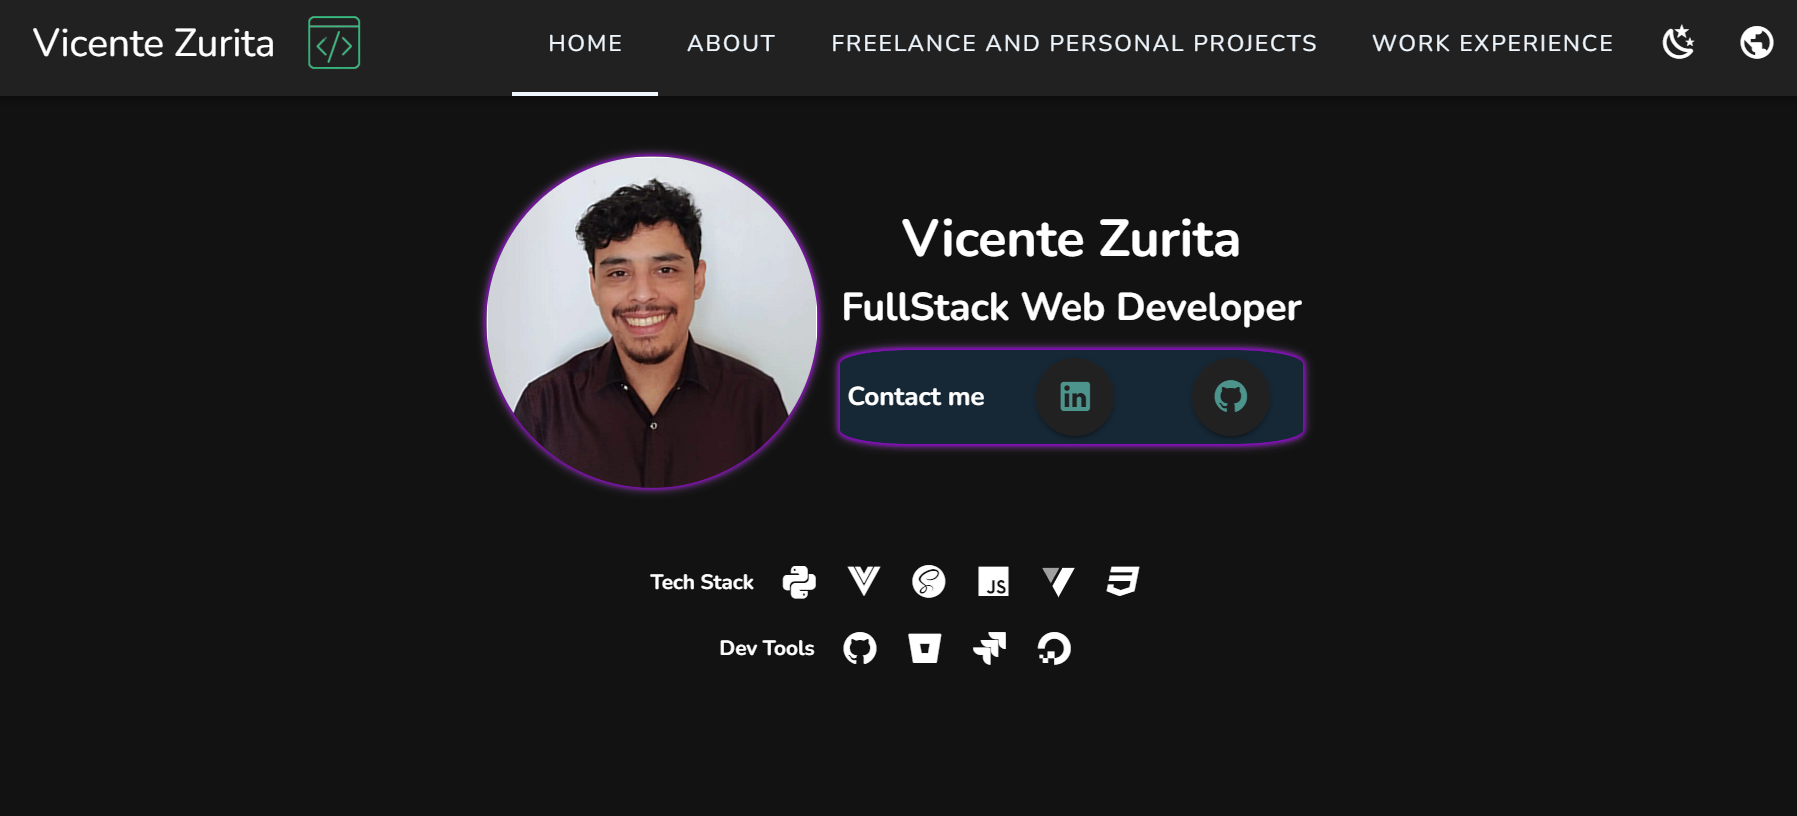 Vicente Zurita </>
HOME ABOUT FREELANCE AND PERSONAL PROJECTS WORK EXPERIENCE
Vicente Zurita
FullStack Web Developer
Contact me in
Tech Stack JS
Dev Tools